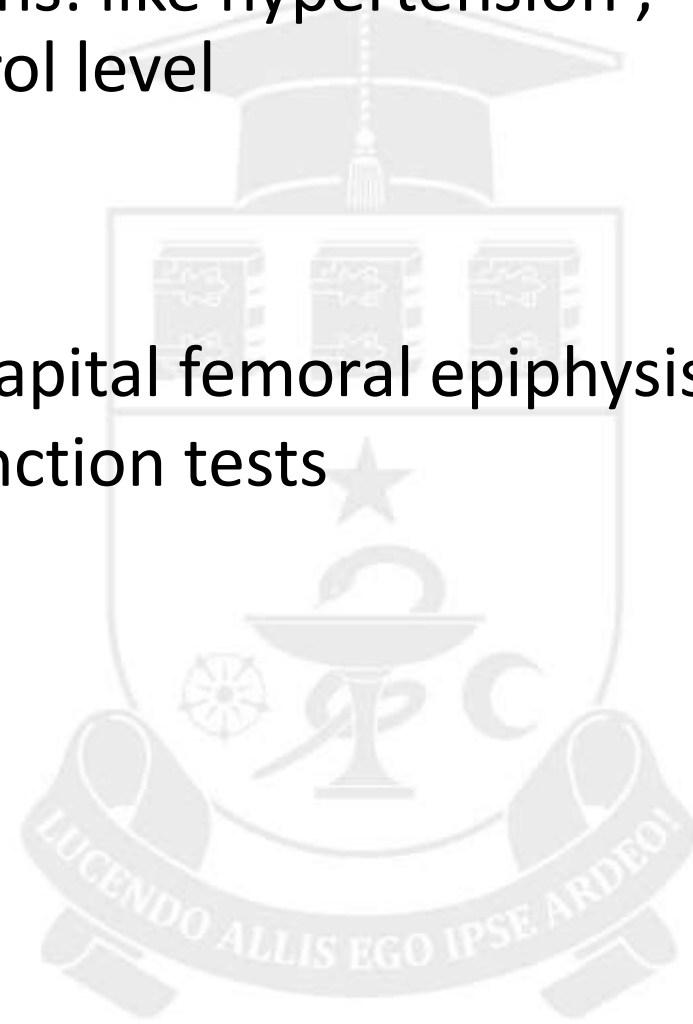 ns: like hypertension ,
rol level
apital femoral epiphysis
nction tests
LUCENDO ALLIS EGO IPSE ARDEO!